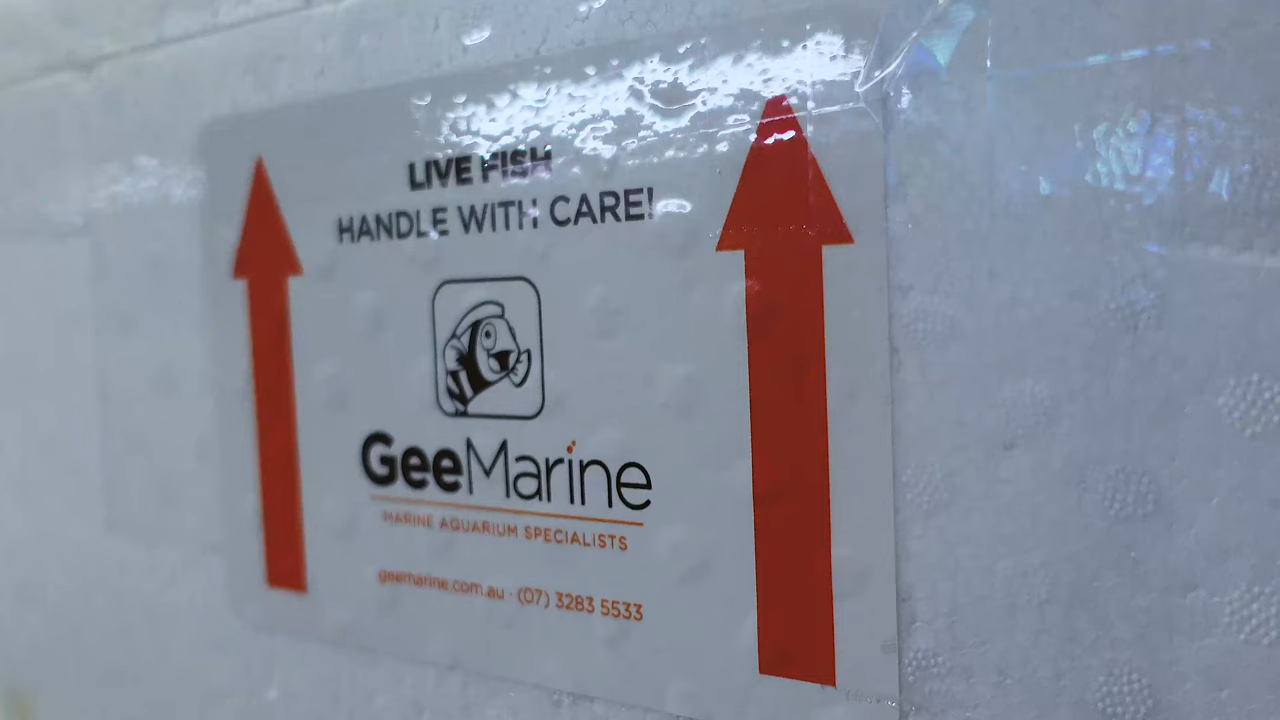 LIVE FISH
HANDLE WITH CARE!
GeeMarine
MARINE AQUARIUM SPECIALISTS
geemarine.com.au · (07) 3283 5533